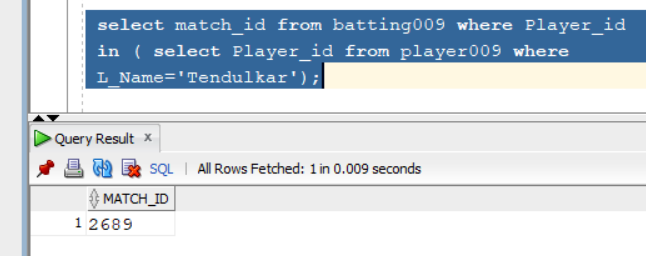 select match_id from batting009 where Player_id
in ( select Player_id from player009 where
L_Name='Tendulkar');
Query Result x
SQL | All Rows Fetched: 1 in 0.009 seconds
MATCH_ID
1 2689